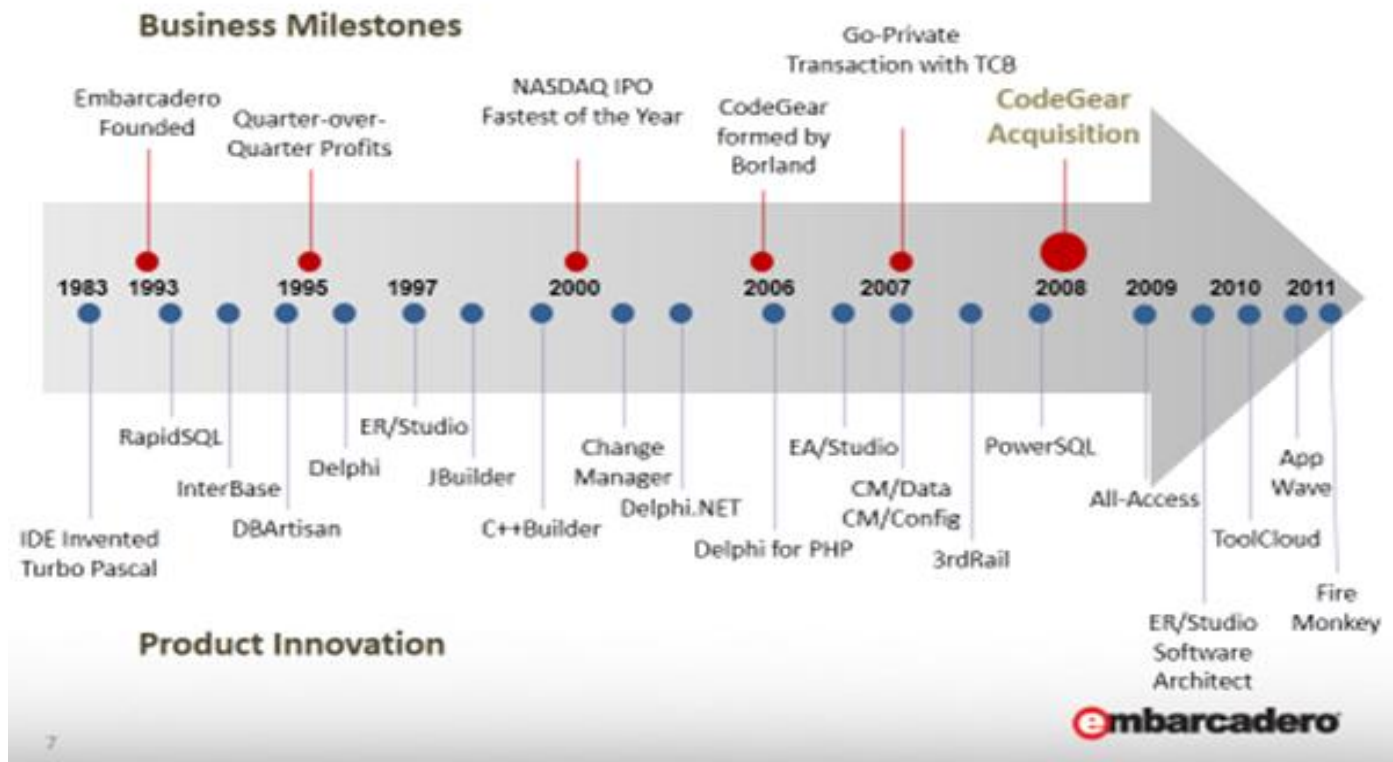 Business Milestones
Go-Private
Transaction with TCB
NASDAQ IPO
Fastest of the Year
CodeGear
Acquisition
Embarcadero
Founded
Quarter-over-
Quarter Profits
CodeGear
formed by
Borland
1983 1993 1995 1997 2000 2006 2007 2008 2009 2010 2011
RapidSQL
ER/Studio
InterBase
Delphi
JBuilder
DBArtisan
Change
Manager
C++Builder
Delphi.NET
EA/Studio
PowerSQL
CM/Data
CM/Config
Delphi for PHP
3rdRail
All-Access
App
Wave
ToolCloud
IDE Invented
Turbo Pascal
Fire
Monkey
ER/Studio
Software
Architect
Product Innovation
embarcadero
7